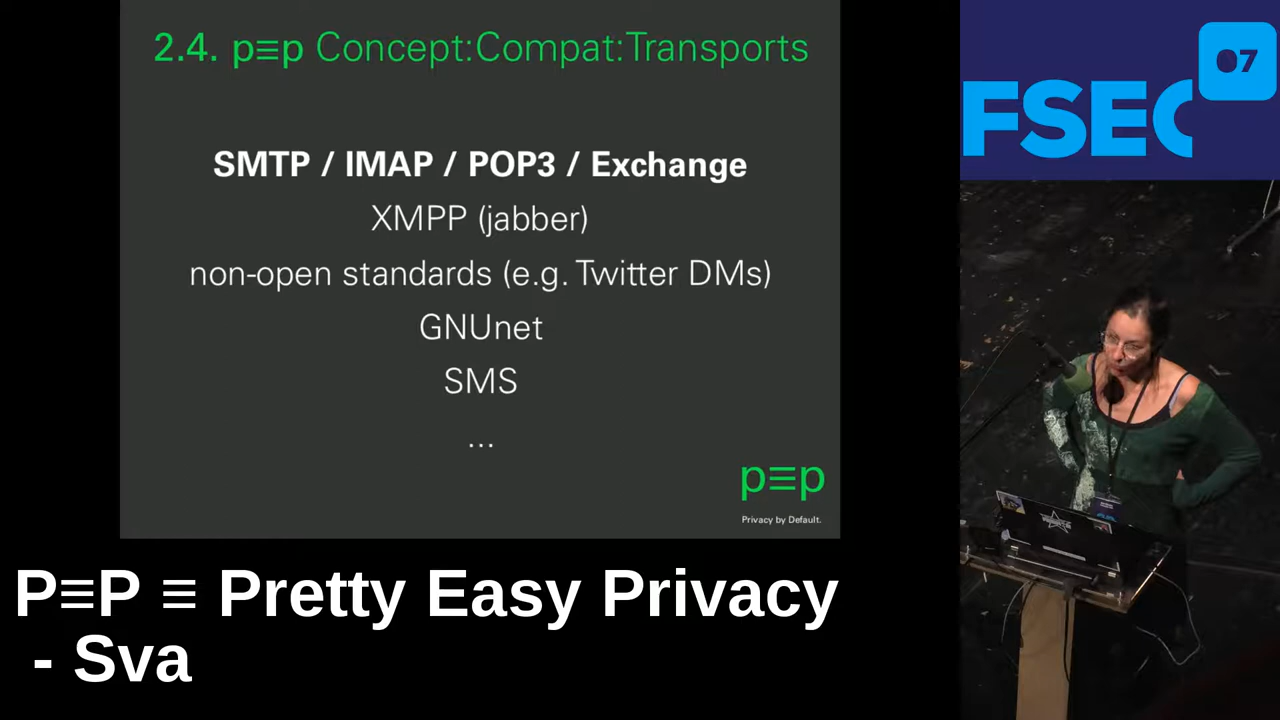 2.4. p≡p Concept:Compat:Transports
SMTP / IMAP / POP3 / Exchange
XMPP (jabber)
non-open standards (e.g. Twitter DMs)
GNUnet
SMS
...
p≡p
Privacy by Default.
FSEC 07
P≡P ≡ Pretty Easy Privacy
- Sva